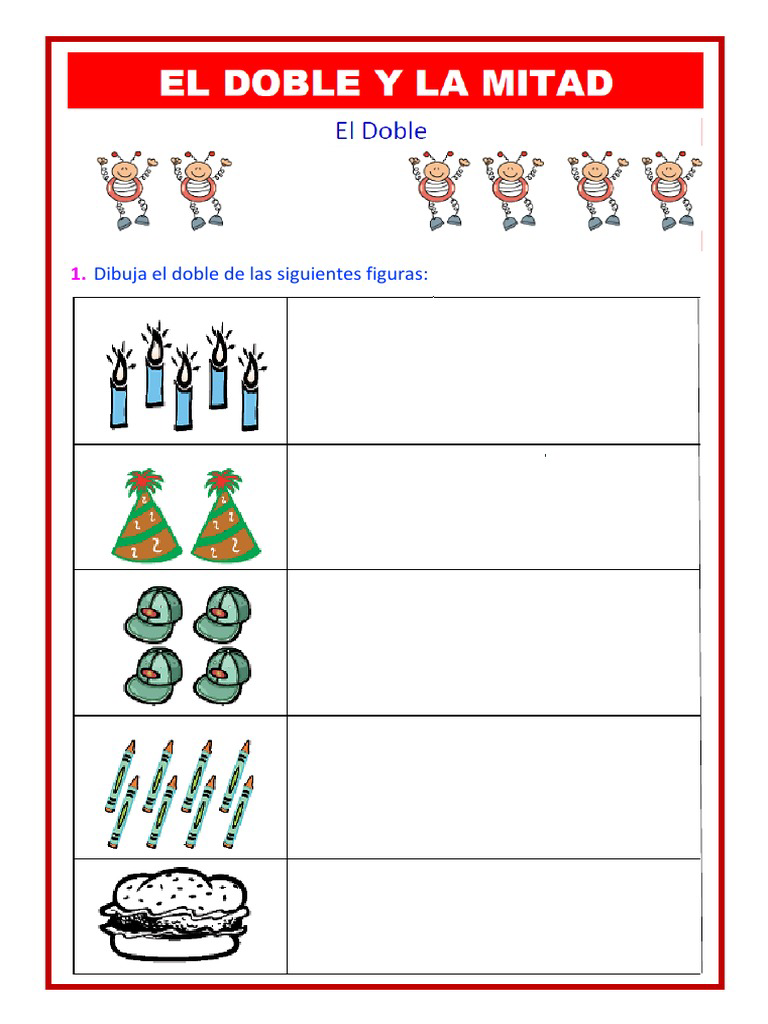 EL DOBLE Y LA MITAD
El Doble
1. Dibuja el doble de las siguientes figuras: